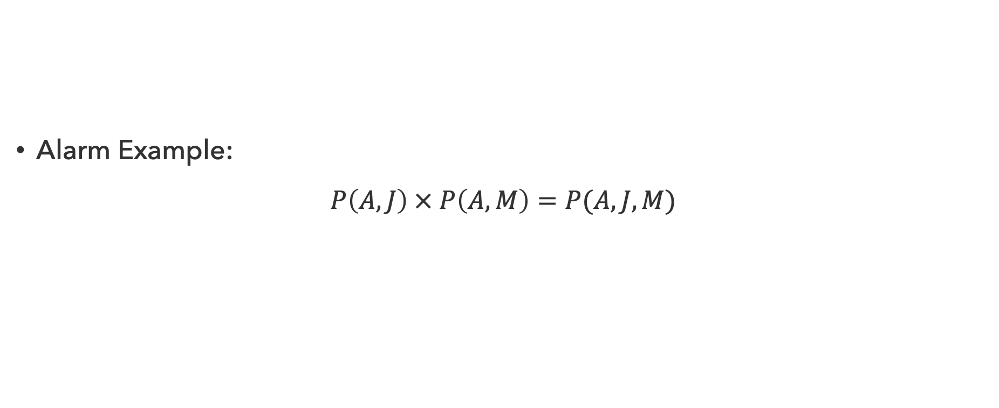 • Alarm Example:
P(A,J) × P(A,M) = P(A,J,M)